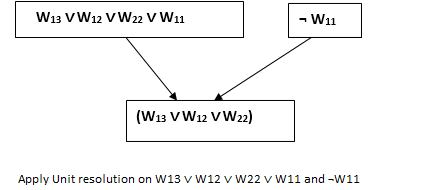 W13 ∨ W12 ∨ W22 ∨ W11
¬ W11
(W13 ∨ W12 ∨ W22)
Apply Unit resolution on W13 ∨ W12 ∨ W22 ∨ W11 and ¬W11